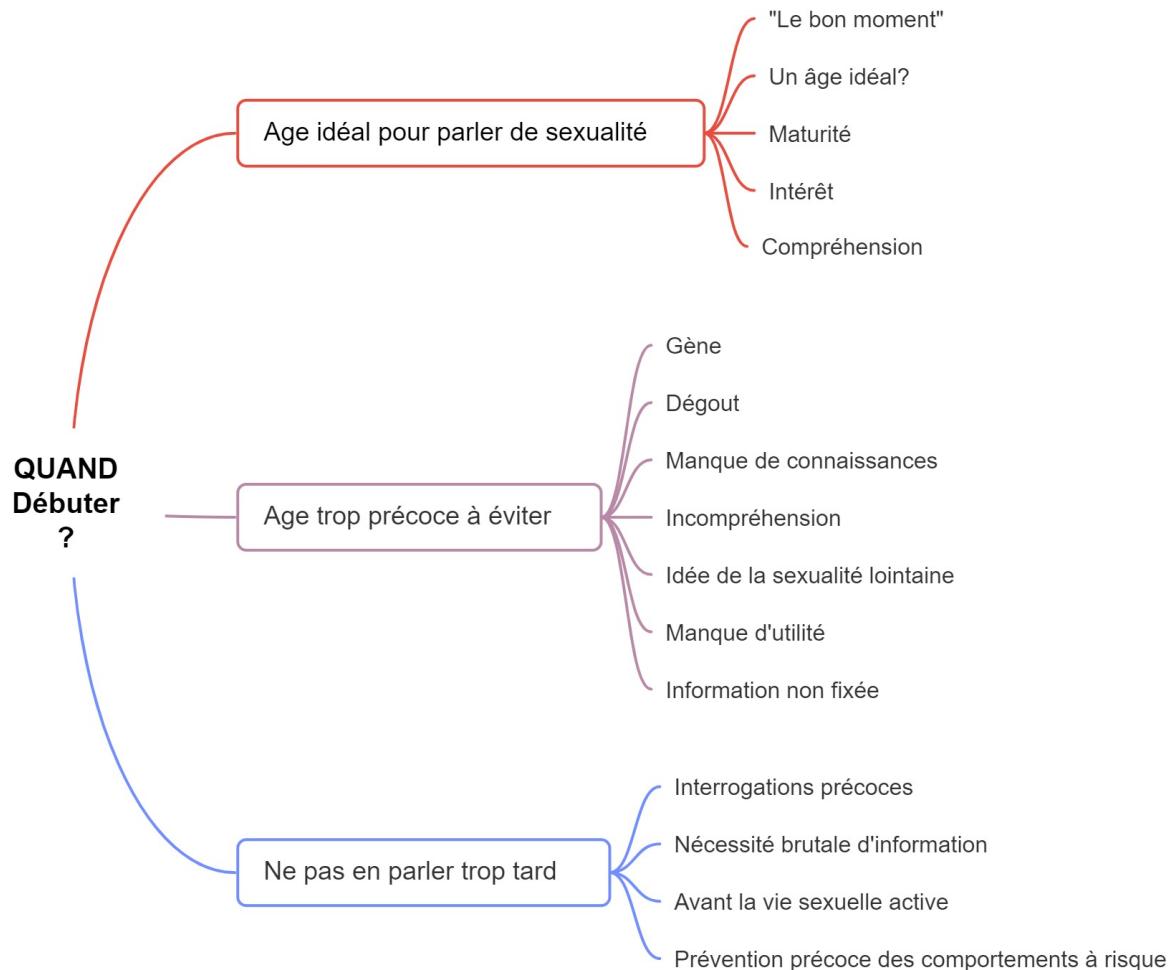 QUAND
Débuter
?
Age idéal pour parler de sexualité
"Le bon moment"
Un âge idéal?
Maturité
Intérêt
Compréhension
Age trop précoce à éviter
Gène
Dégout
Manque de connaissances
Incompréhension
Idée de la sexualité lointaine
Manque d'utilité
Information non fixée
Ne pas en parler trop tard
Interrogations précoces
Nécessité brutale d'information
Avant la vie sexuelle active
Prévention précoce des comportements à risque